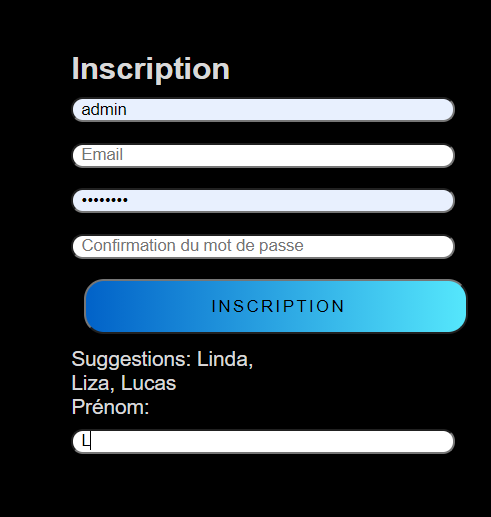 Inscription
admin
Email
••••••••
Confirmation du mot de passe
INSCRIPTION
Suggestions: Linda,
Liza, Lucas
Prénom:
L